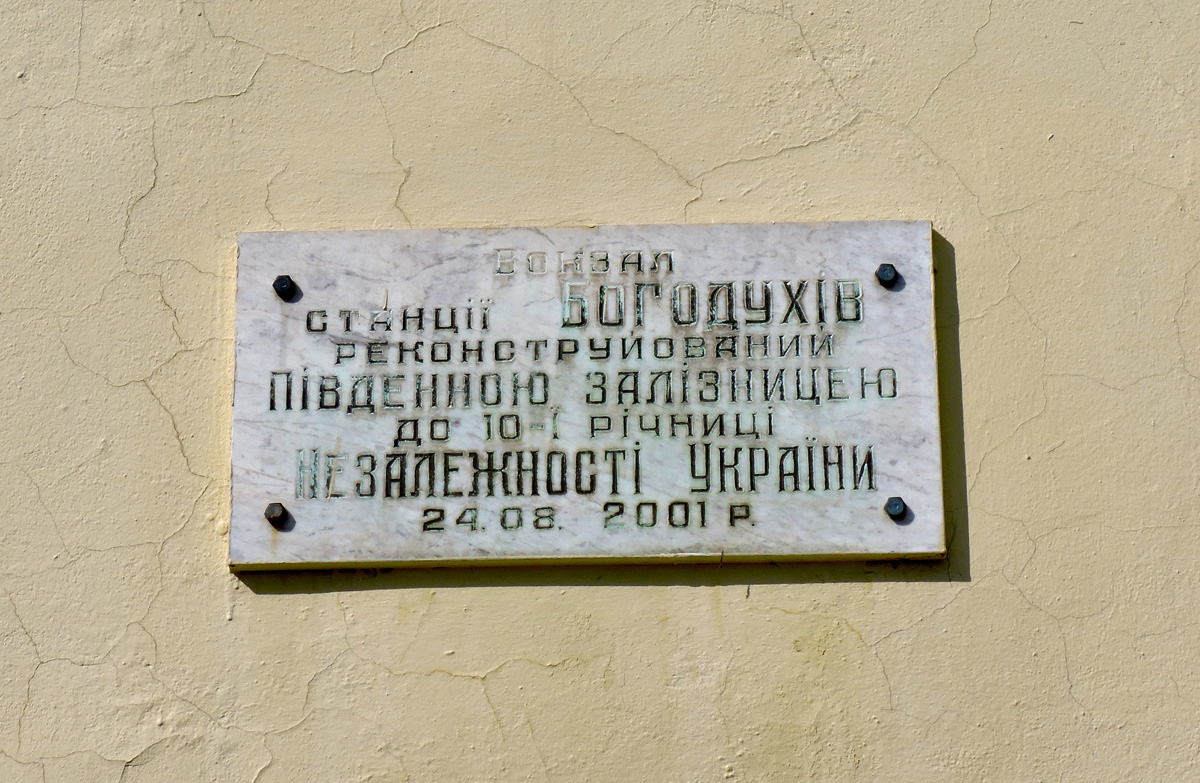 ВОКЗАЛ
СТАНЦІЇ БОГОДУХІВ
РЕКОНСТРУЙОВАНИЙ
ПІВДЕННОЮ ЗАЛІЗНИЦЕЮ
ДО 10-Ї РІЧНИЦІ
НЕЗАЛЕЖНОСТІ УКРАЇНИ
24.08. 2001 Р.